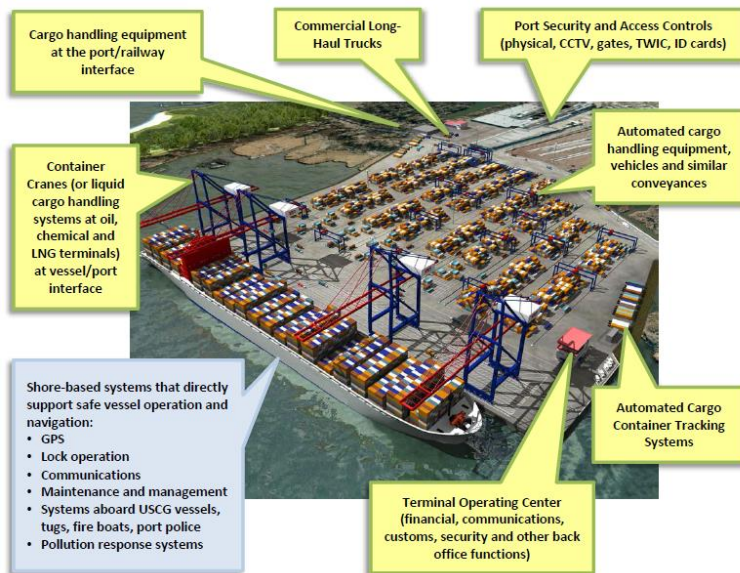 Cargo handling equipment
at the port/railway
interface
Commercial Long-
Haul Trucks
Port Security and Access Controls
(physical, CCTV, gates, TWIC, ID cards)
Container
Cranes (or liquid
cargo handling
systems at oil,
chemical and
LNG terminals)
at vessel/port
interface
Automated cargo
handling equipment,
vehicles and similar
conveyances
Shore-based systems that directly
support safe vessel operation and
navigation:
• GPS
• Lock operation
• Communications
• Maintenance and management
• Systems aboard USCG vessels,
tugs, fire boats, port police
• Pollution response systems
Automated Cargo
Container Tracking
Systems
Terminal Operating Center
(financial, communications,
customs, security and other back
office functions)